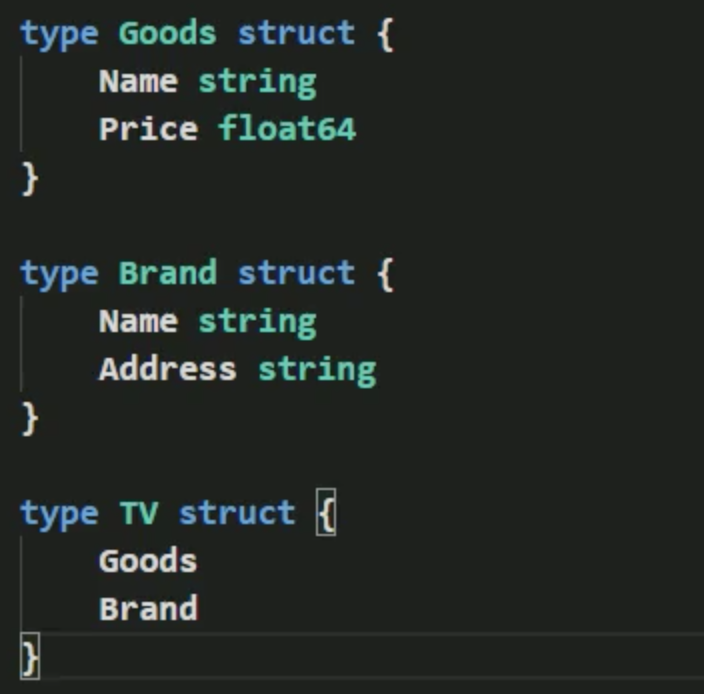 type Goods struct {
    Name string
    Price float64
}
type Brand struct {
    Name string
    Address string
}
type TV struct {
    Goods
    Brand
}